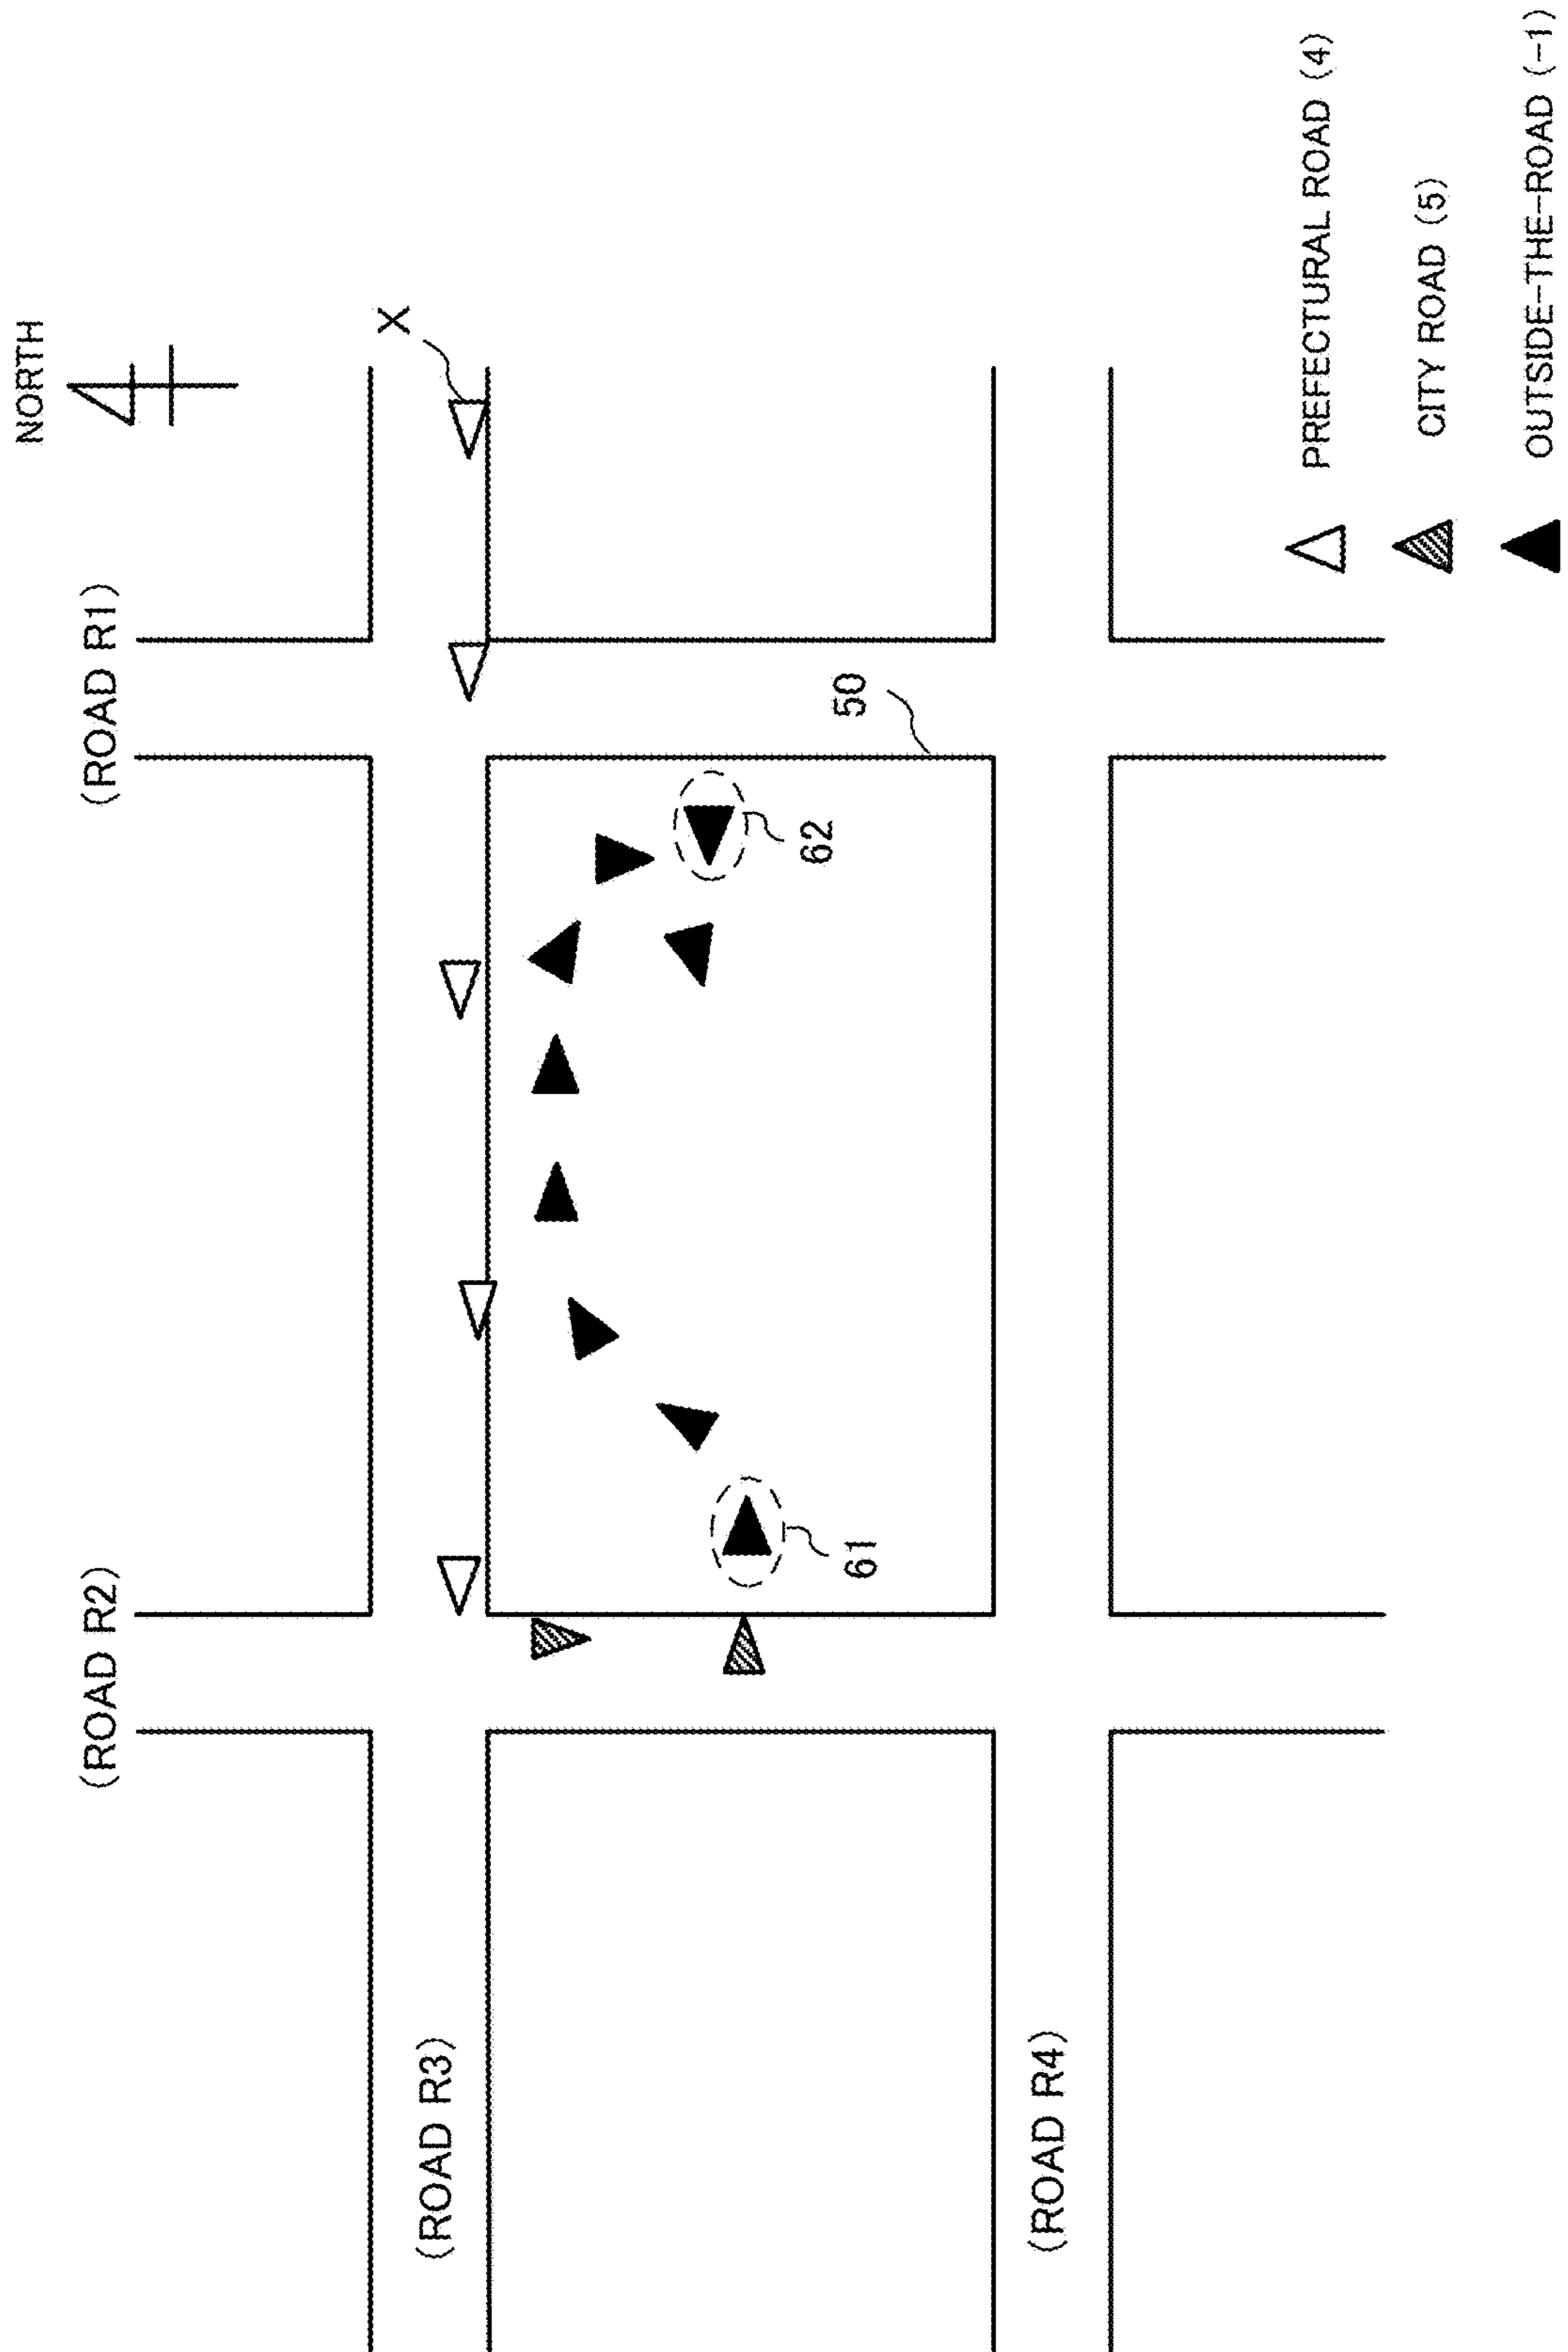 NORTH
(ROAD R2)
(ROAD R1)
X
(ROAD R3)
50
62
61
(ROAD R4)
PREFECTURAL ROAD (4)
CITY ROAD (5)
OUTSIDE-THE-ROAD (-1)